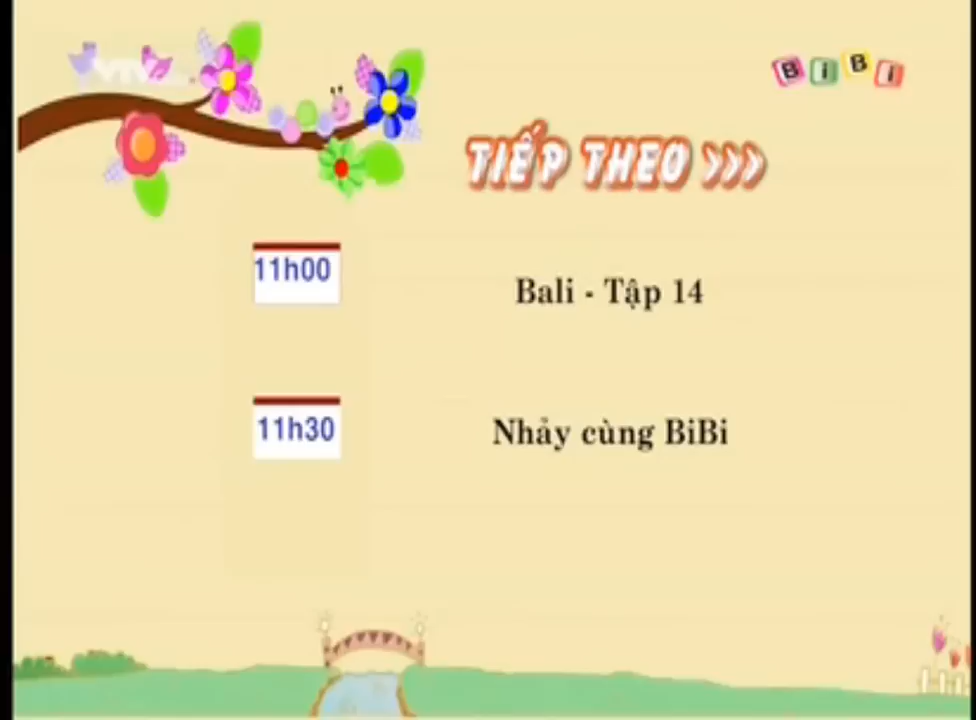 BiBi
TIẾP THEO >>>
11h00
Bali - Tập 14
11h30
Nhảy cùng BiBi